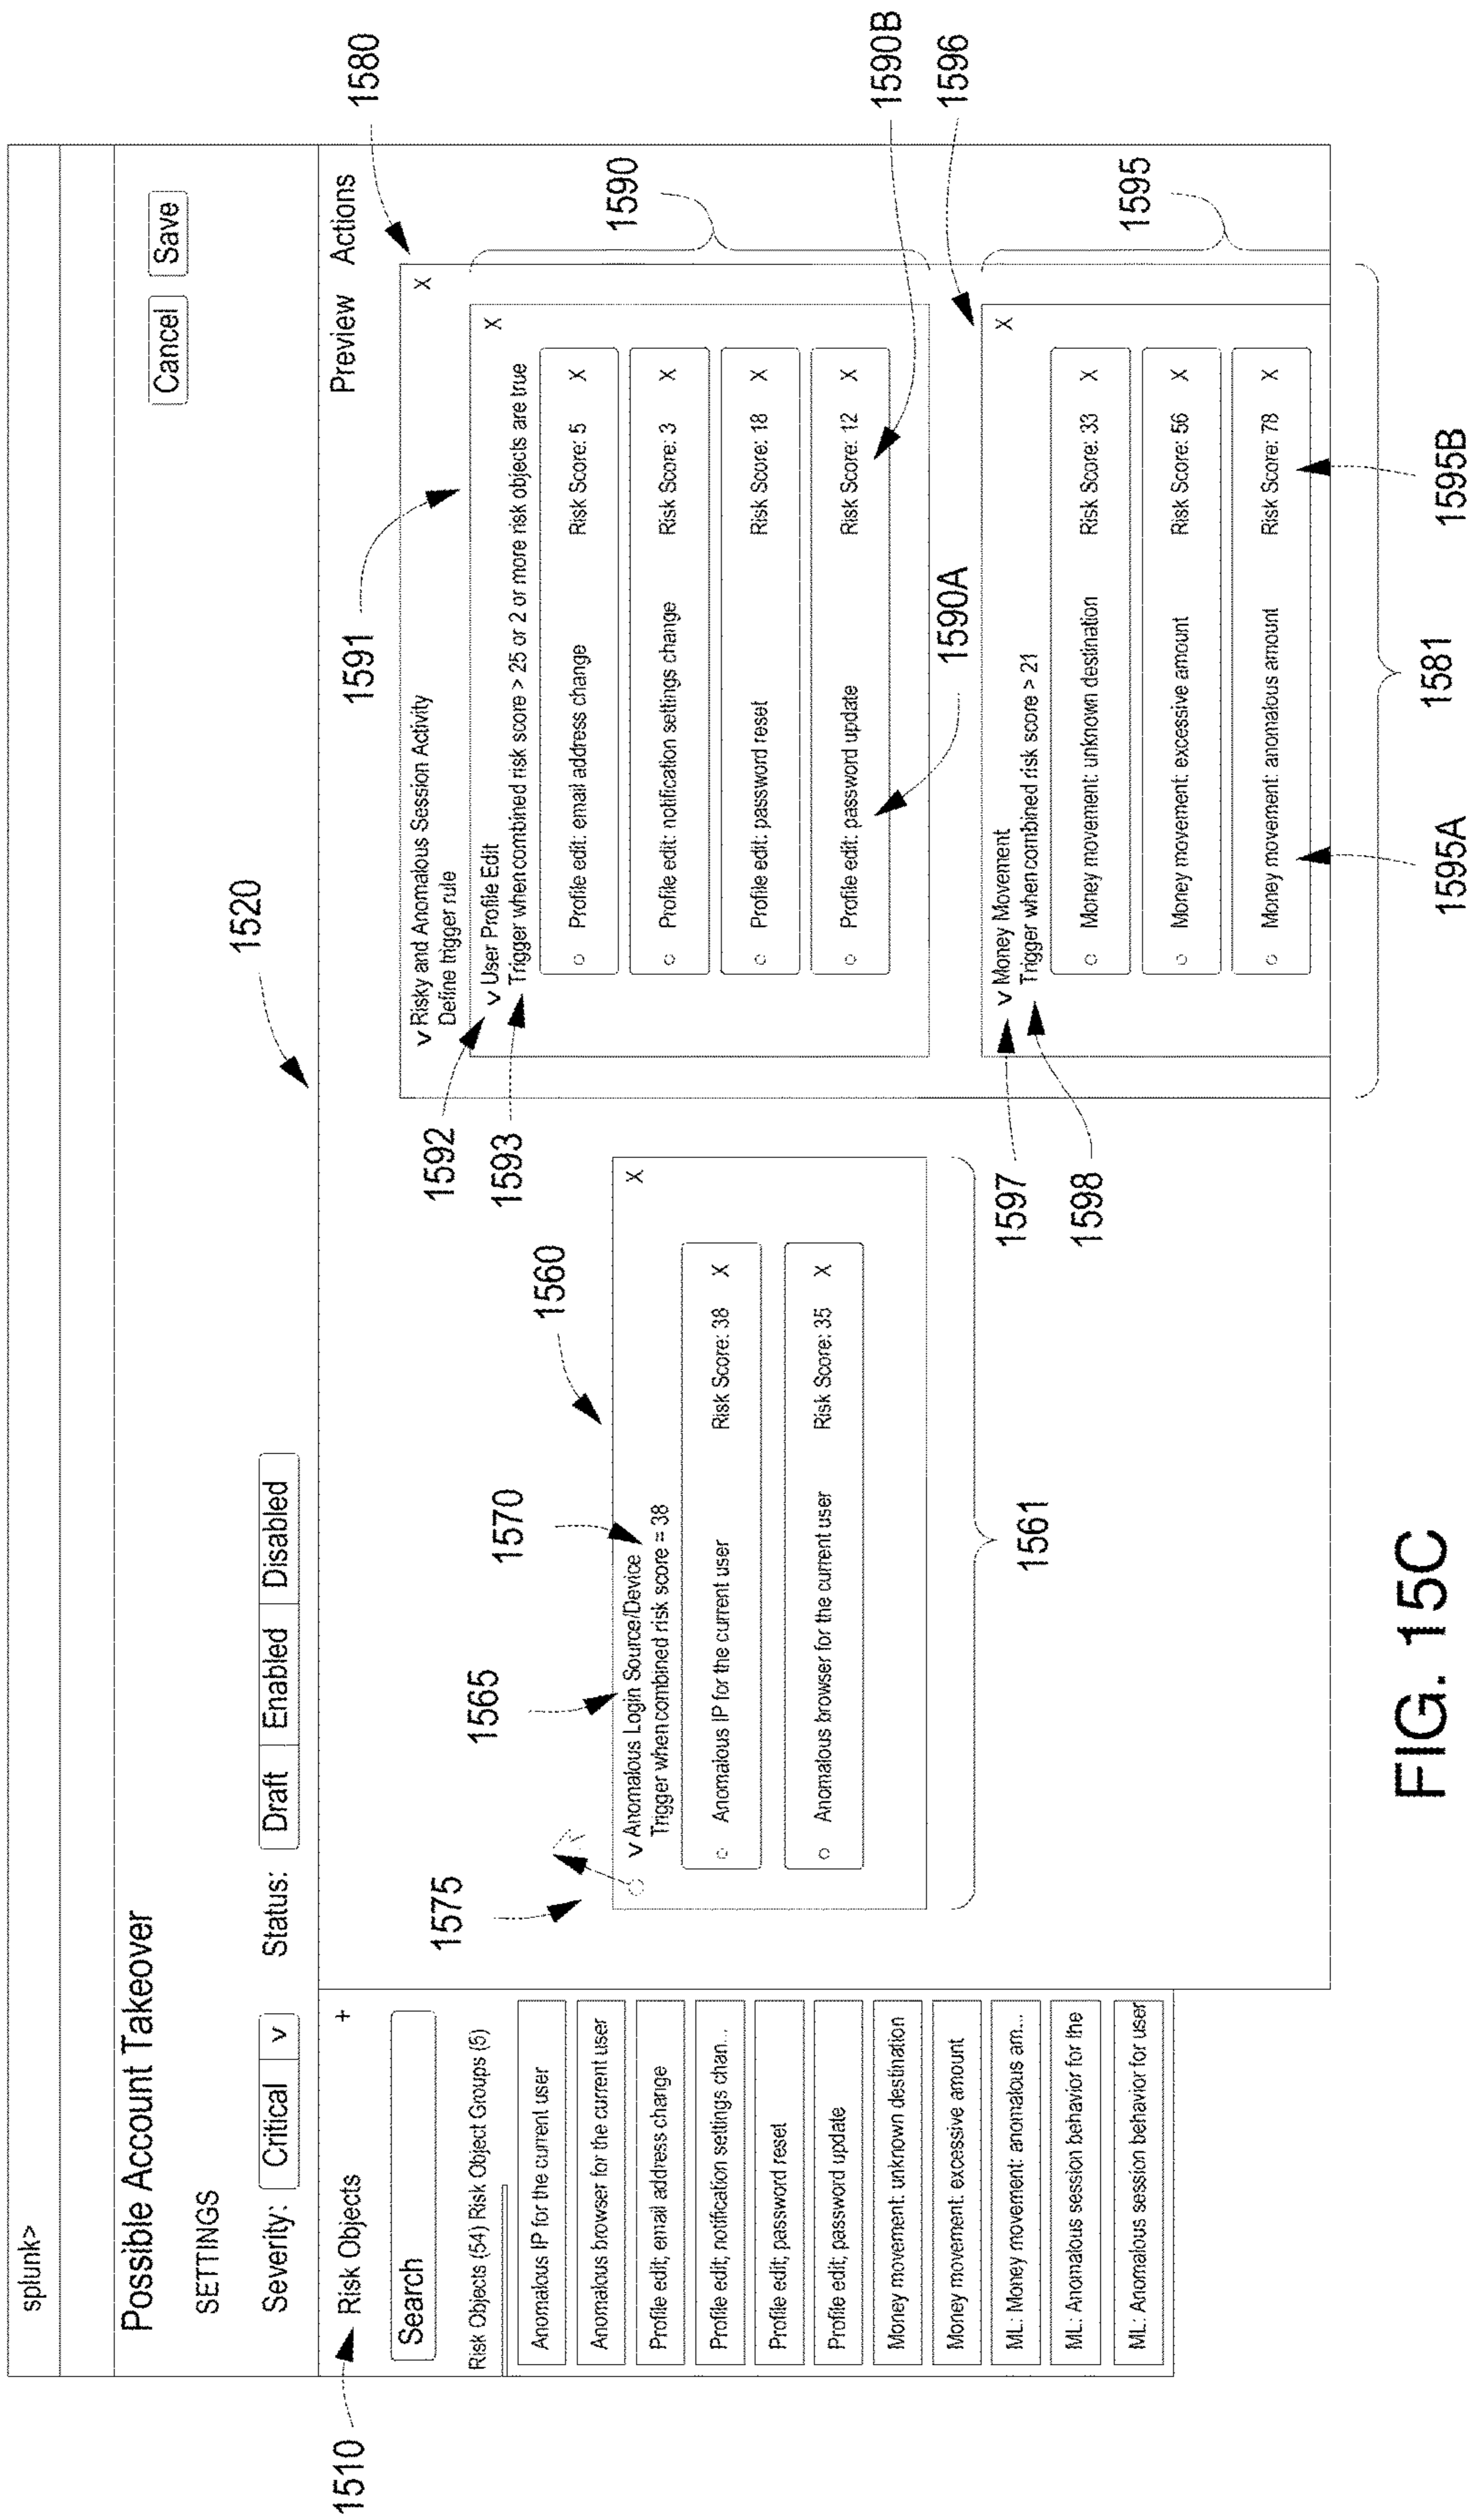 splunk>
Possible Account Takeover
Cancel
Save
SETTINGS
Severity:
Critical
v
Status:
Draft
Enabled
Disabled
1520
1510
Risk Objects
+
Search
Risk Objects (54) Risk Object Groups (5)
Anomalous IP for the current user
Anomalous browser for the current user
Profile edit; email address change
Profile edit; notification settings chan...
Profile edit; password reset
Profile edit; password update
Money movement: unknown destination
Money movement: excessive amount
ML: Money movement: anomalous am...
ML: Anomalous session behavior for the
ML: Anomalous session behavior for user
Preview
Actions
1575
1565
1570
1560
v Anomalous Login Source/Device
X
Trigger when combined risk score = 38
Anomalous IP for the current user
Risk Score: 38
X
Anomalous browser for the current user
Risk Score: 35
X
1561
1580
v Risky and Anomalous Session Activity
X
Define trigger rule
1591
1592
1593
1590
v User Profile Edit
X
Trigger when combined risk score > 25 or 2 or more risk objects are true
Profile edit: email address change
Risk Score: 5
X
Profile edit: notification settings change
Risk Score: 3
X
Profile edit: password reset
Risk Score: 18
X
Profile edit: password update
Risk Score: 12
X
1590A
1590B
1596
1597
1598
1595
v Money Movement
X
Trigger when combined risk score > 21
Money movement: unknown destination
Risk Score: 33
X
Money movement: excessive amount
Risk Score: 56
X
Money movement: anomalous amount
Risk Score: 78
X
1595A
1581
1595B
FIG. 15C